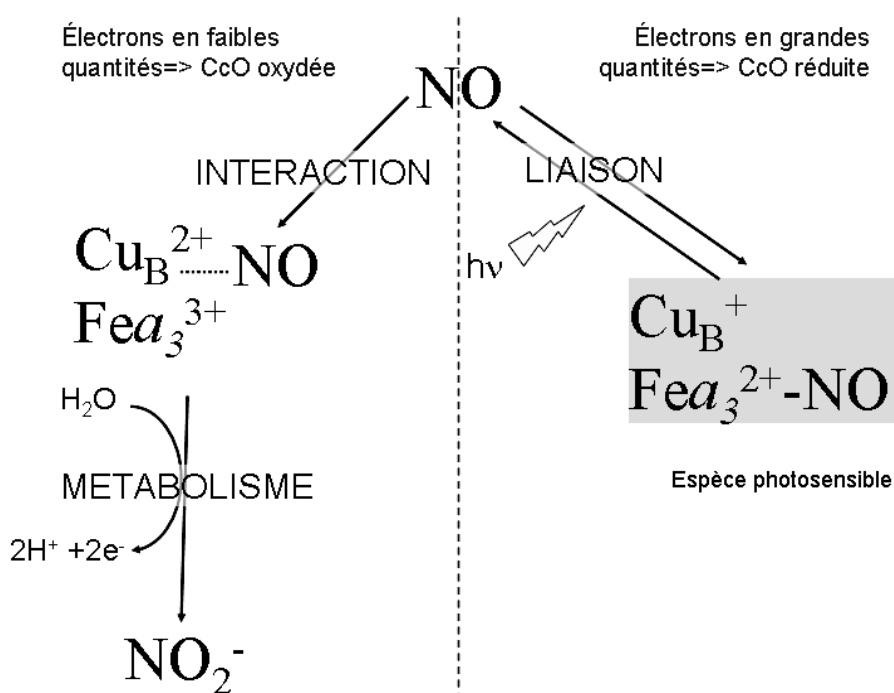 Électrons en faibles
quantités=> CcO oxydée
Électrons en grandes
quantités=> CcO réduite
NO
INTERACTION
LIAISON
Cu_B^2+ ........ NO
Fea_3^3+
hν
Cu_B^+
Fea_3^2+-NO
H₂O
Espèce photosensible
METABOLISME
2H⁺ +2e⁻
NO₂⁻